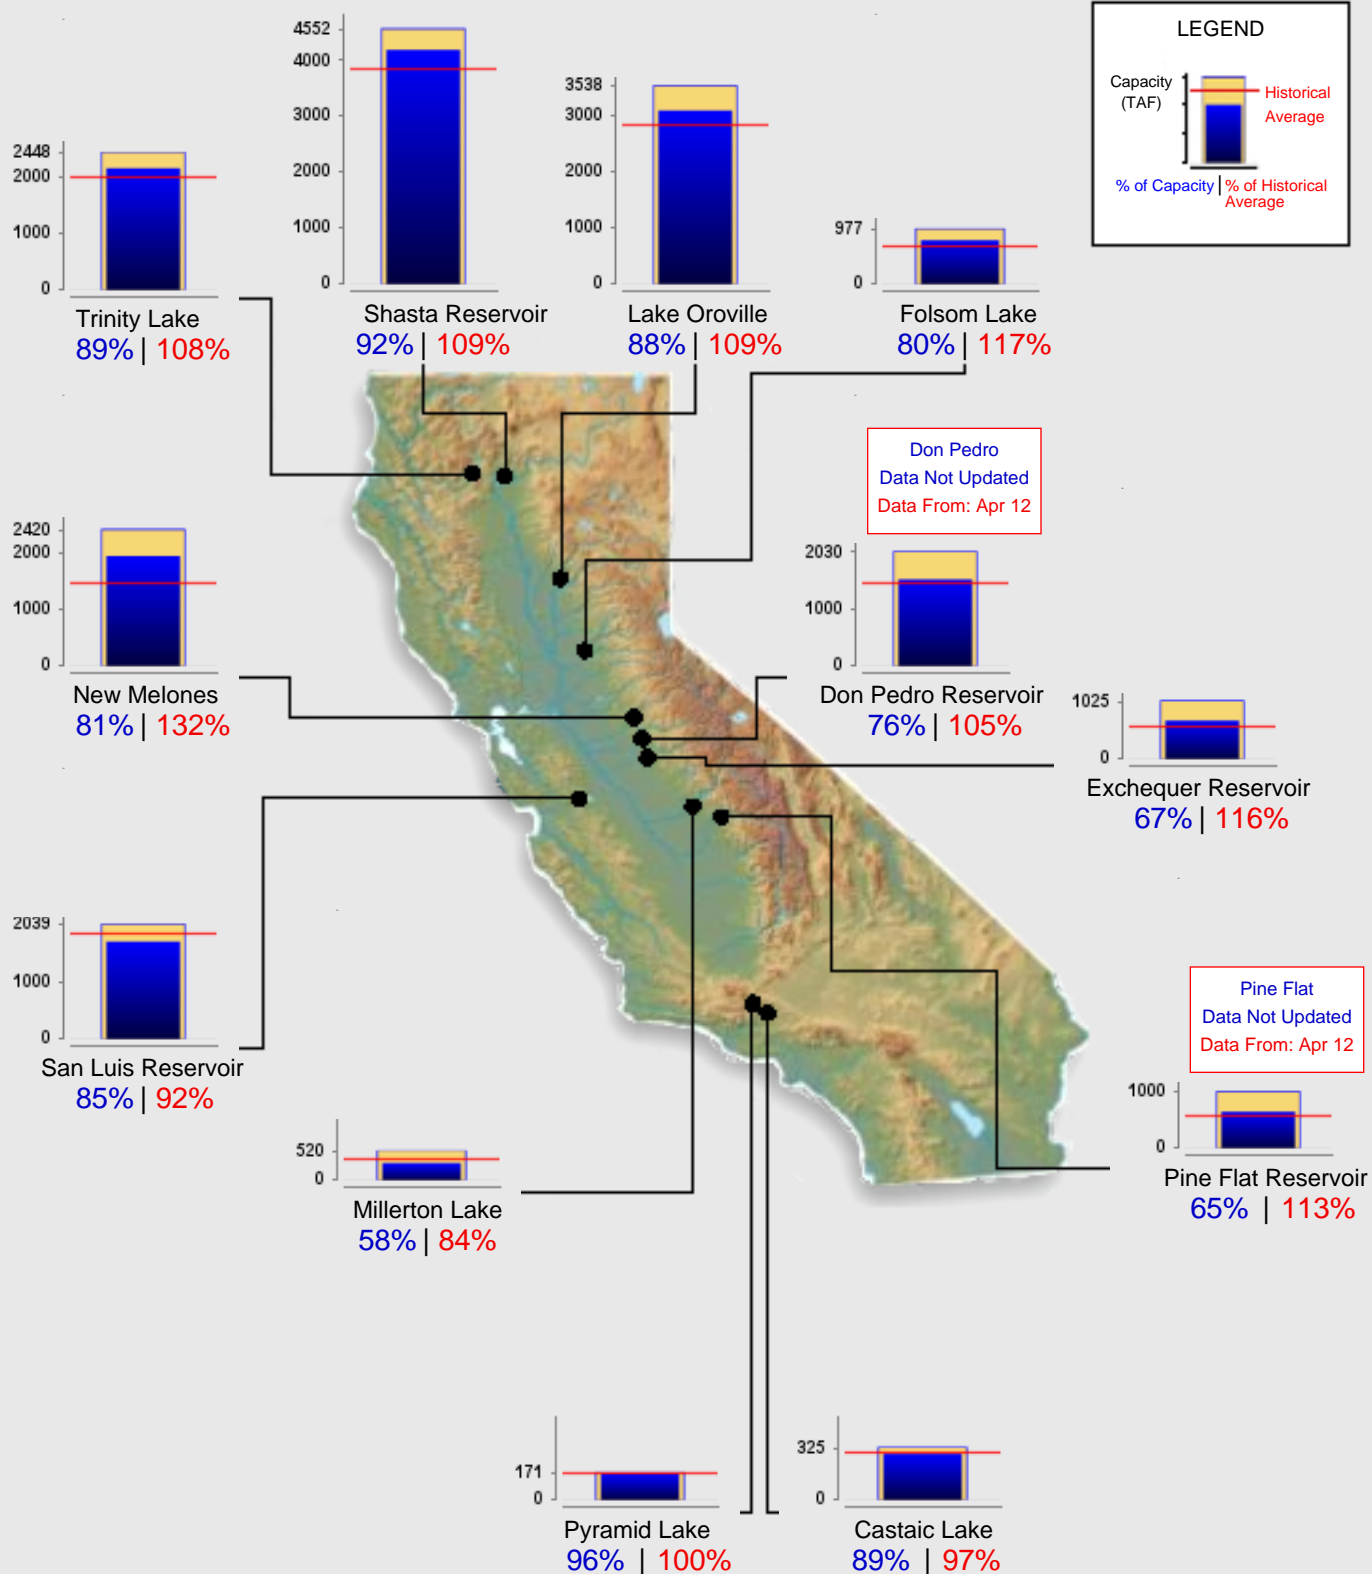 LEGEND
Capacity
(TAF)
Historical
Average
% of Capacity | % of Historical
Average
4552
4000
3000
2000
1000
0
Shasta Reservoir
92% | 109%
3538
3000
2000
1000
0
Lake Oroville
88% | 109%
2448
2000
1000
0
Trinity Lake
89% | 108%
977
0
Folsom Lake
80% | 117%
Don Pedro
Data Not Updated
Data From: Apr 12
2030
1000
0
Don Pedro Reservoir
76% | 105%
2420
2000
1000
0
New Melones
81% | 132%
1025
0
Exchequer Reservoir
67% | 116%
2039
1000
0
San Luis Reservoir
85% | 92%
Pine Flat
Data Not Updated
Data From: Apr 12
1000
0
Pine Flat Reservoir
65% | 113%
520
0
Millerton Lake
58% | 84%
171
0
Pyramid Lake
96% | 100%
325
0
Castaic Lake
89% | 97%